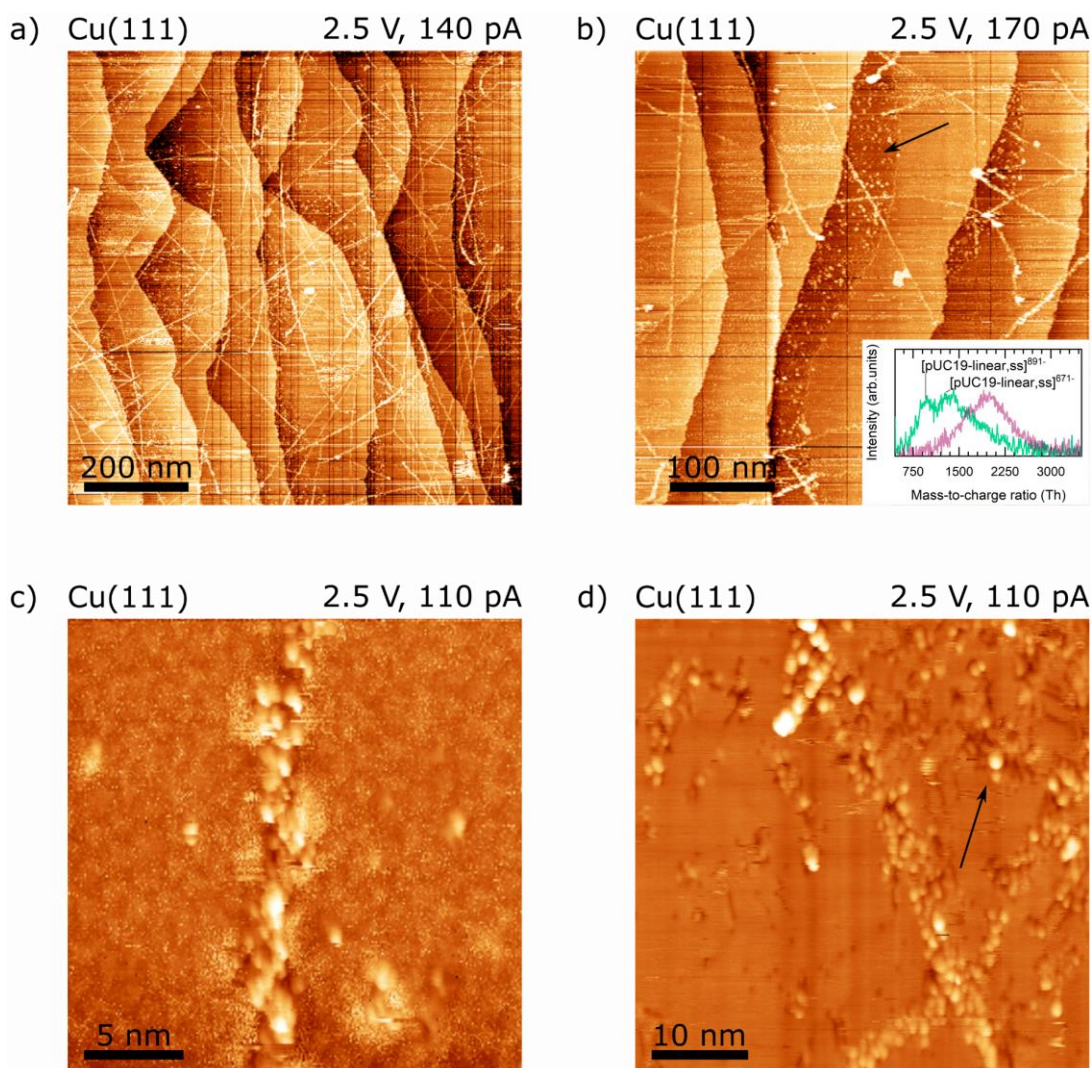 a) Cu(111) 2.5 V, 140 pA
200 nm
b) Cu(111) 2.5 V, 170 pA
100 nm
Intensity (arb.units)
[pUC19-linear,ss]891-
[pUC19-linear,ss]671-
750 1500 2250 3000
Mass-to-charge ratio (Th)
c) Cu(111) 2.5 V, 110 pA
5 nm
d) Cu(111) 2.5 V, 110 pA
10 nm